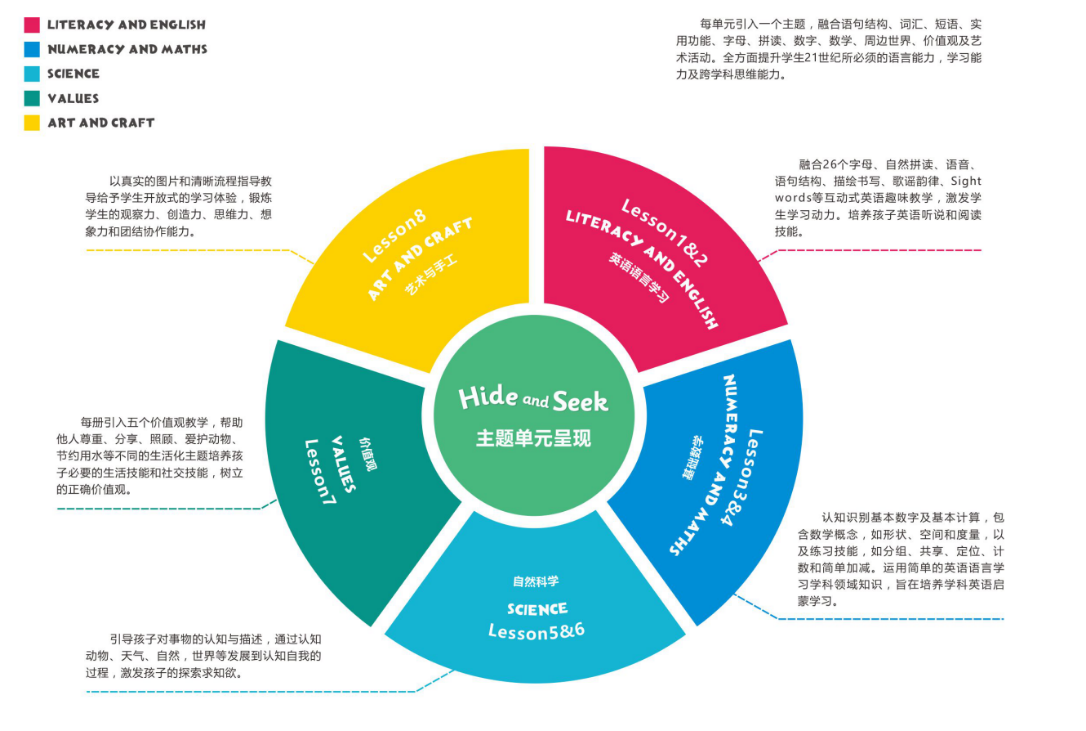 LITERACY AND ENGLISH
NUMERACY AND MATHS
SCIENCE
VALUES
ART AND CRAFT
每单元引入一个主题，融合语句结构、词汇、短语、实
用功能、字母、拼读、数字、数学、周边世界、价值观及艺
术活动。全方面提升学生21世纪所必须的语言能力，学习能
力及跨学科思维能力。
以真实的图片和清晰流程指导教
导给予学生开放式的学习体验，锻炼
学生的观察力、创造力、思维力、想
象力和团结协作能力。
融合26个字母、自然拼读、语音、
语句结构、描绘书写、歌谣韵律、Sight
words等互动式英语趣味教学，激发学
生学习动力。培养孩子英语听说和阅读
技能。
Lesson8
ART AND CRAFT
艺术与手工
Lesson1&2
LITERACY AND ENGLISH
英语语言学习
Hide and Seek
主题单元呈现
Lesson3&4
NUMERACY AND MATHS
基础数学
价值观
VALUES
Lesson7
每册引入五个价值观教学，帮助
他人尊重、分享、照顾、爱护动物、
节约用水等不同的生活化主题培养孩
子必要的生活技能和社交技能，树立
的正确价值观。
认知识别基本数字及基本计算，包
含数学概念，如形状、空间和度量，以
及练习技能，如分组、共享、定位、计
数和简单加减。运用简单的英语语言学
习学科领域知识，旨在培养学科英语启
蒙学习。
自然科学
SCIENCE
Lesson5&6
引导孩子对事物的认知与描述，通过认知
动物、天气、自然，世界等发展到认知自我的
过程，激发孩子的探索求知欲。